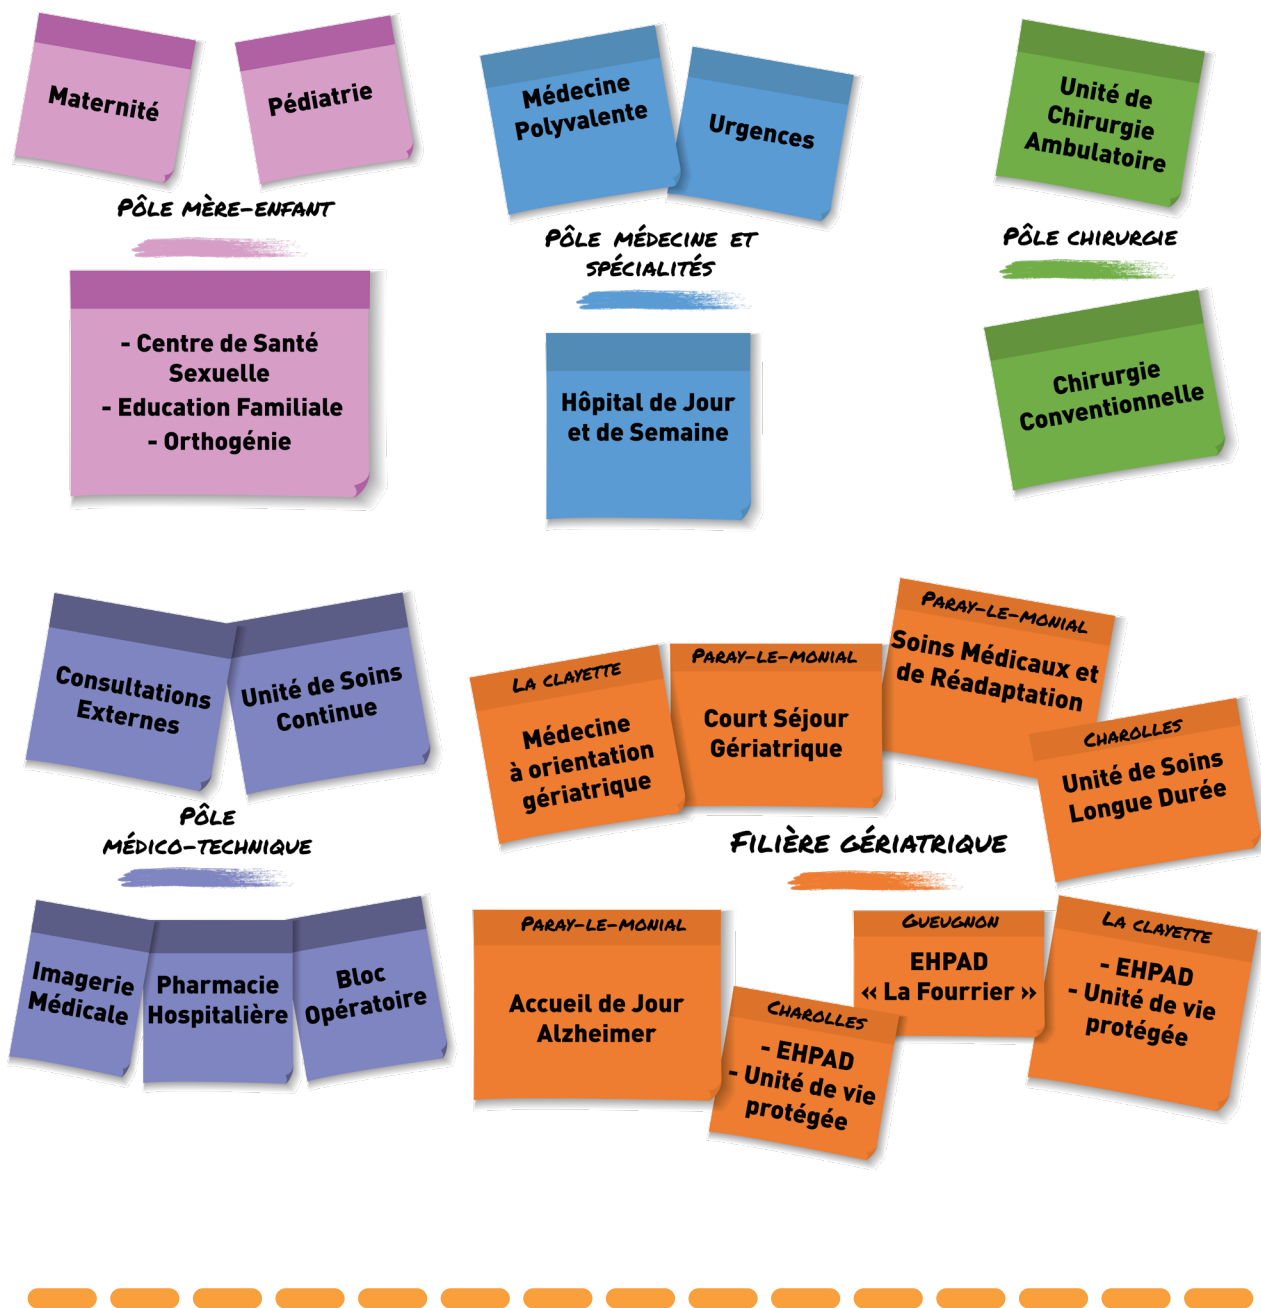 Maternité
Pédiatrie
Pôle mère-enfant
- Centre de Santé
Sexuelle
- Education Familiale
- Orthogénie
Médecine
Polyvalente
Urgences
Pôle médecine et
spécialités
Hôpital de Jour
et de Semaine
Unité de
Chirurgie
Ambulatoire
Pôle chirurgie
Chirurgie
Conventionnelle
Consultations
Externes
Unité de Soins
Continue
Pôle
médico-technique
Imagerie
Médicale
Pharmacie
Hospitalière
Bloc
Opératoire
La clayette
Médecine
à orientation
gériatrique
Paray-le-monial
Court Séjour
Gériatrique
Paray-le-monial
Soins Médicaux et
de Réadaptation
Charolles
Unité de Soins
Longue Durée
Filière gériatrique
Paray-le-monial
Accueil de Jour
Alzheimer
Charolles
- EHPAD
- Unité de vie
protégée
Gueugnon
EHPAD
« La Fourrier »
La clayette
- EHPAD
- Unité de vie
protégée